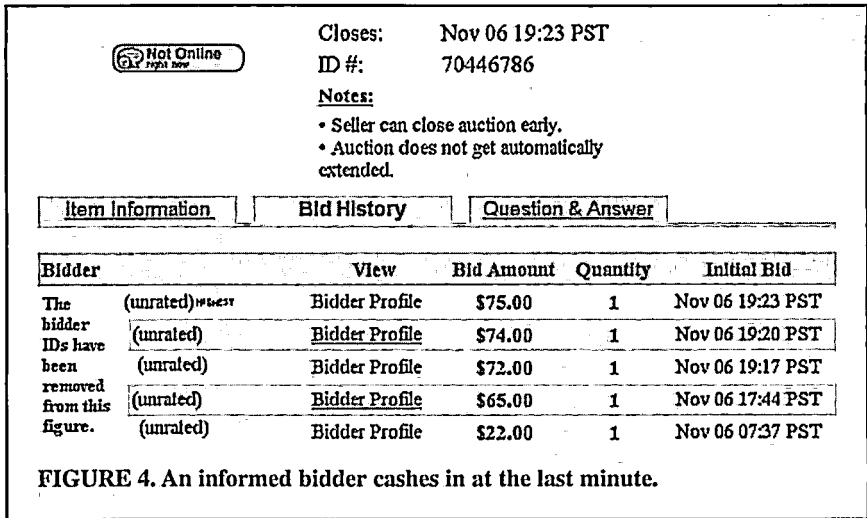 Closes: Nov 06 19:23 PST
Not Online
right now
ID #: 70446786
Notes:
• Seller can close auction early.
• Auction does not get automatically
extended.
Item Information Bid History Question & Answer
Bidder View Bid Amount Quantity Initial Bid
The (unrated) Bidder Profile $75.00 1 Nov 06 19:23 PST
bidder
IDs have (unrated) Bidder Profile $74.00 1 Nov 06 19:20 PST
been (unrated) Bidder Profile $72.00 1 Nov 06 19:17 PST
removed
from this (unrated) Bidder Profile $65.00 1 Nov 06 17:44 PST
figure. (unrated) Bidder Profile $22.00 1 Nov 06 07:37 PST
FIGURE 4. An informed bidder cashes in at the last minute.